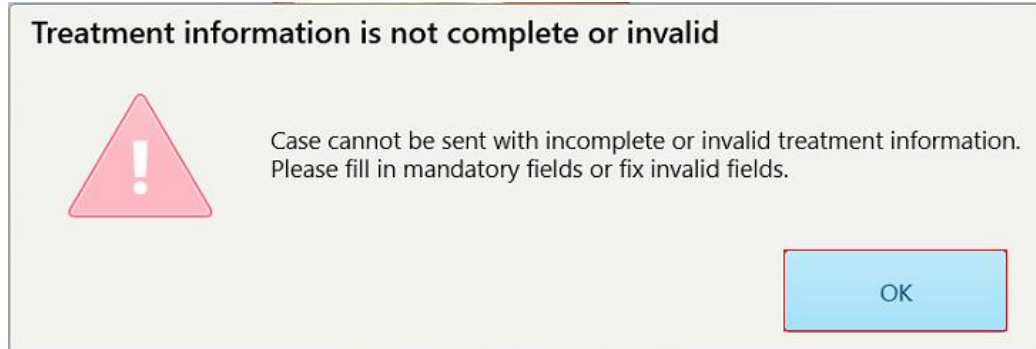 Treatment information is not complete or invalid
Case cannot be sent with incomplete or invalid treatment information.
Please fill in mandatory fields or fix invalid fields.
OK